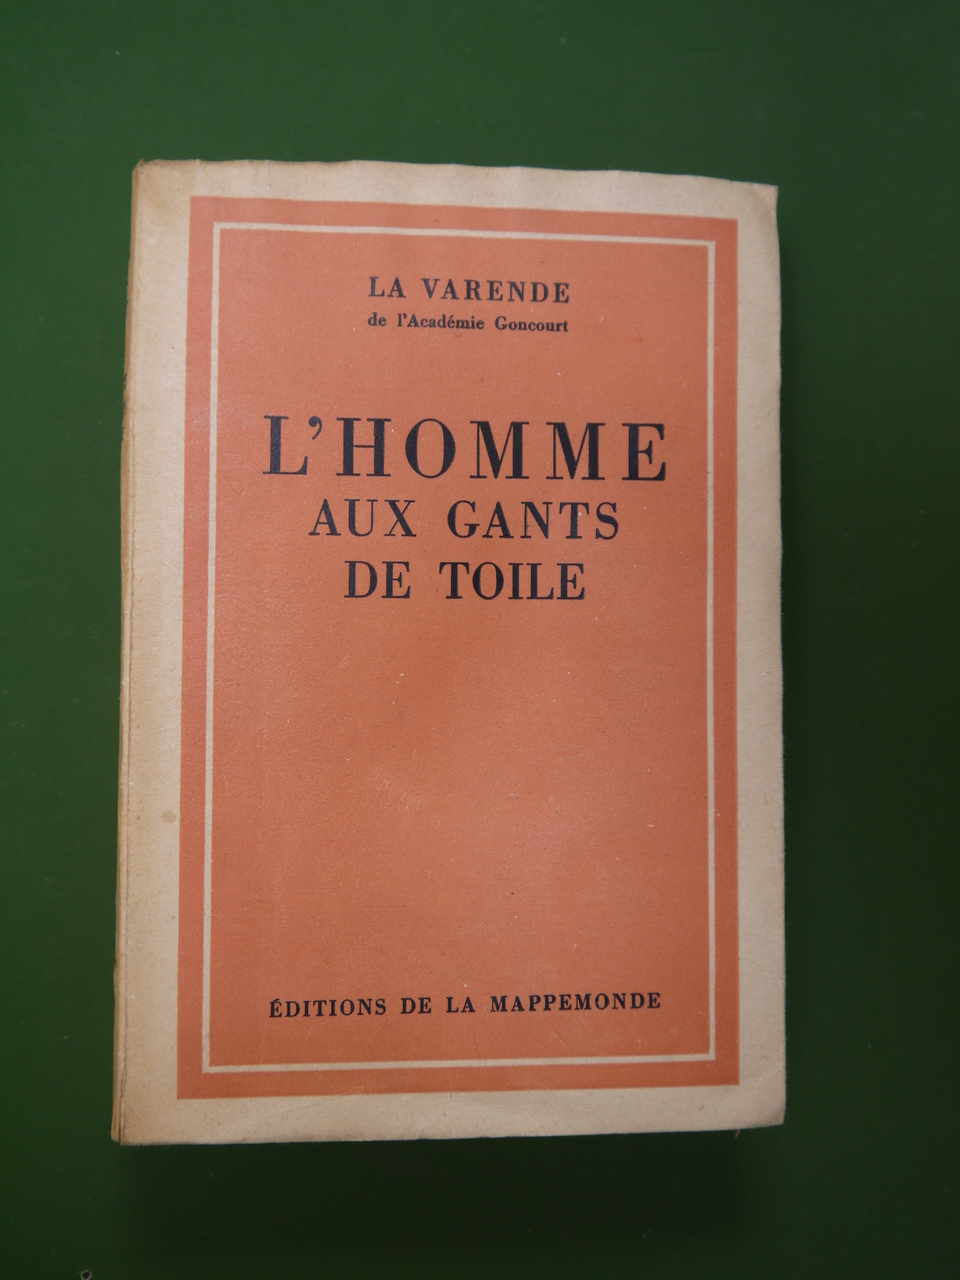 LA VARENDE
de l'Académie Goncourt
L'HOMME
AUX GANTS
DE TOILE
ÉDITIONS DE LA MAPPEMONDE